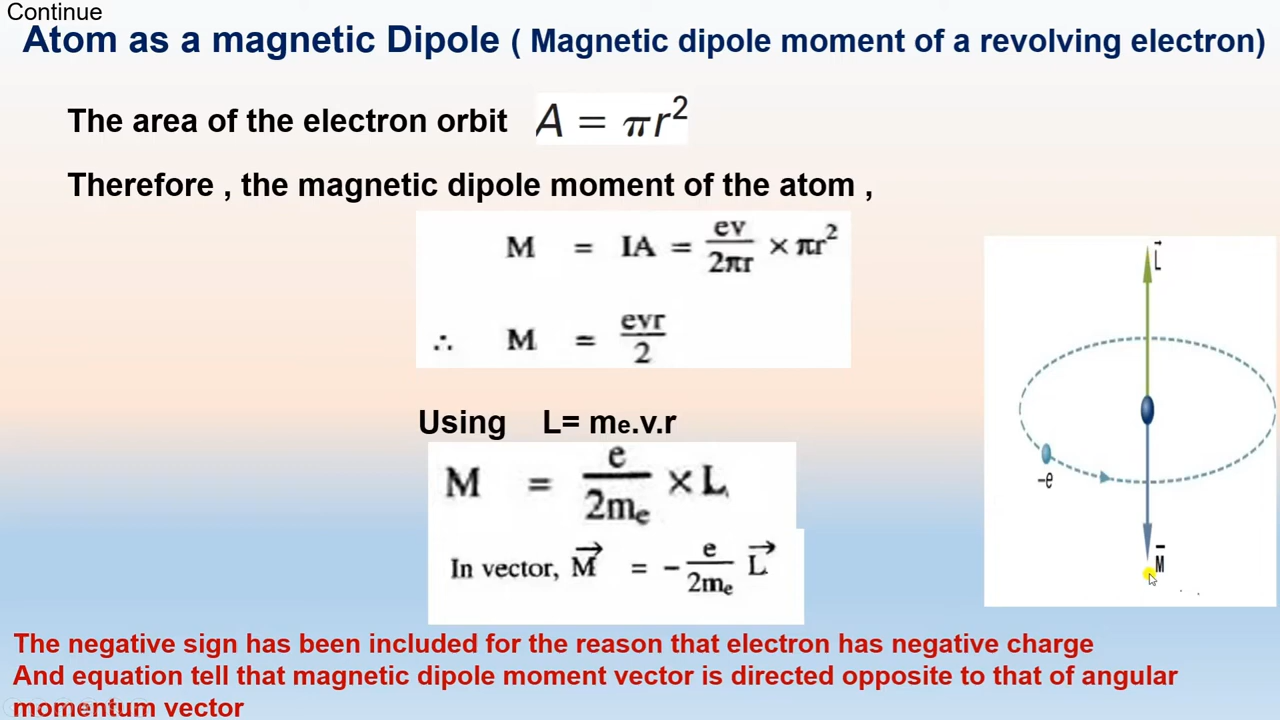 Continue
Atom as a magnetic Dipole ( Magnetic dipole moment of a revolving electron)
The area of the electron orbit A = πr²
Therefore , the magnetic dipole moment of the atom ,
M = IA = ev/2πr × πr²
∴ M = evr/2
Using L= mₑ.v.r
M = e/2mₑ × L
In vector, M⃗ = - e/2mₑ L⃗
L⃗
-e
M̄
The negative sign has been included for the reason that electron has negative charge
And equation tell that magnetic dipole moment vector is directed opposite to that of angular
momentum vector